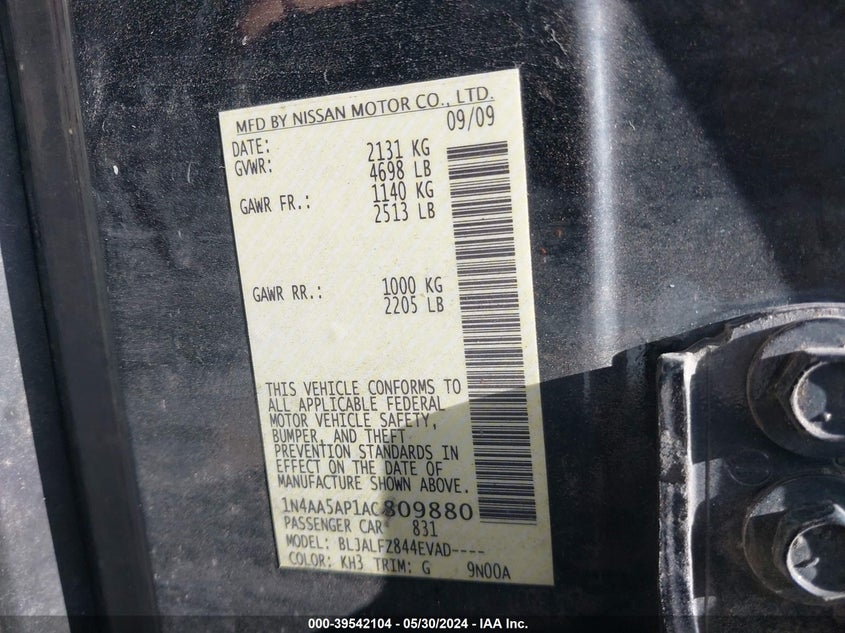 MFD BY NISSAN MOTOR CO., LTD.
DATE: 09/09
GVWR: 2131 KG
4698 LB
GAWR FR.: 1140 KG
2513 LB
GAWR RR.: 1000 KG
2205 LB
THIS VEHICLE CONFORMS TO
ALL APPLICABLE FEDERAL
MOTOR VEHICLE SAFETY,
BUMPER, AND THEFT
PREVENTION STANDARDS IN
EFFECT ON THE DATE OF
MANUFACTURE SHOWN ABOVE.
1N4AA5AP1AC809880
PASSENGER CAR 831
MODEL: BLJALFZ844EVAD----
COLOR: KH3 TRIM: G 9N00A
000-39542104 - 05/30/2024 - IAA Inc.